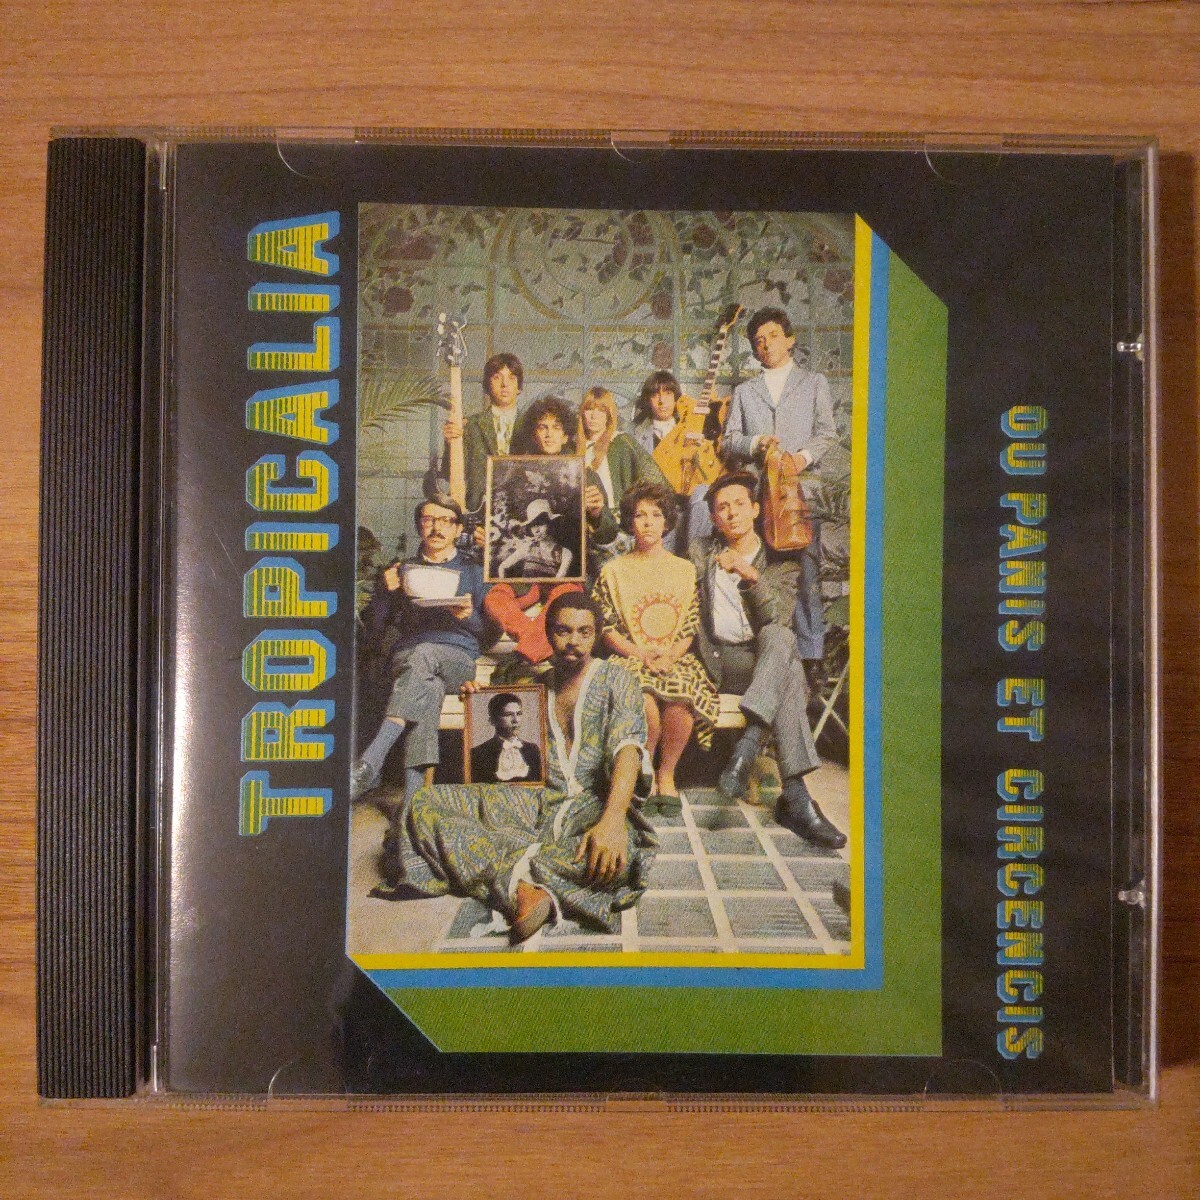 TROPICALIA
OU PANIS ET CIRCENCIS